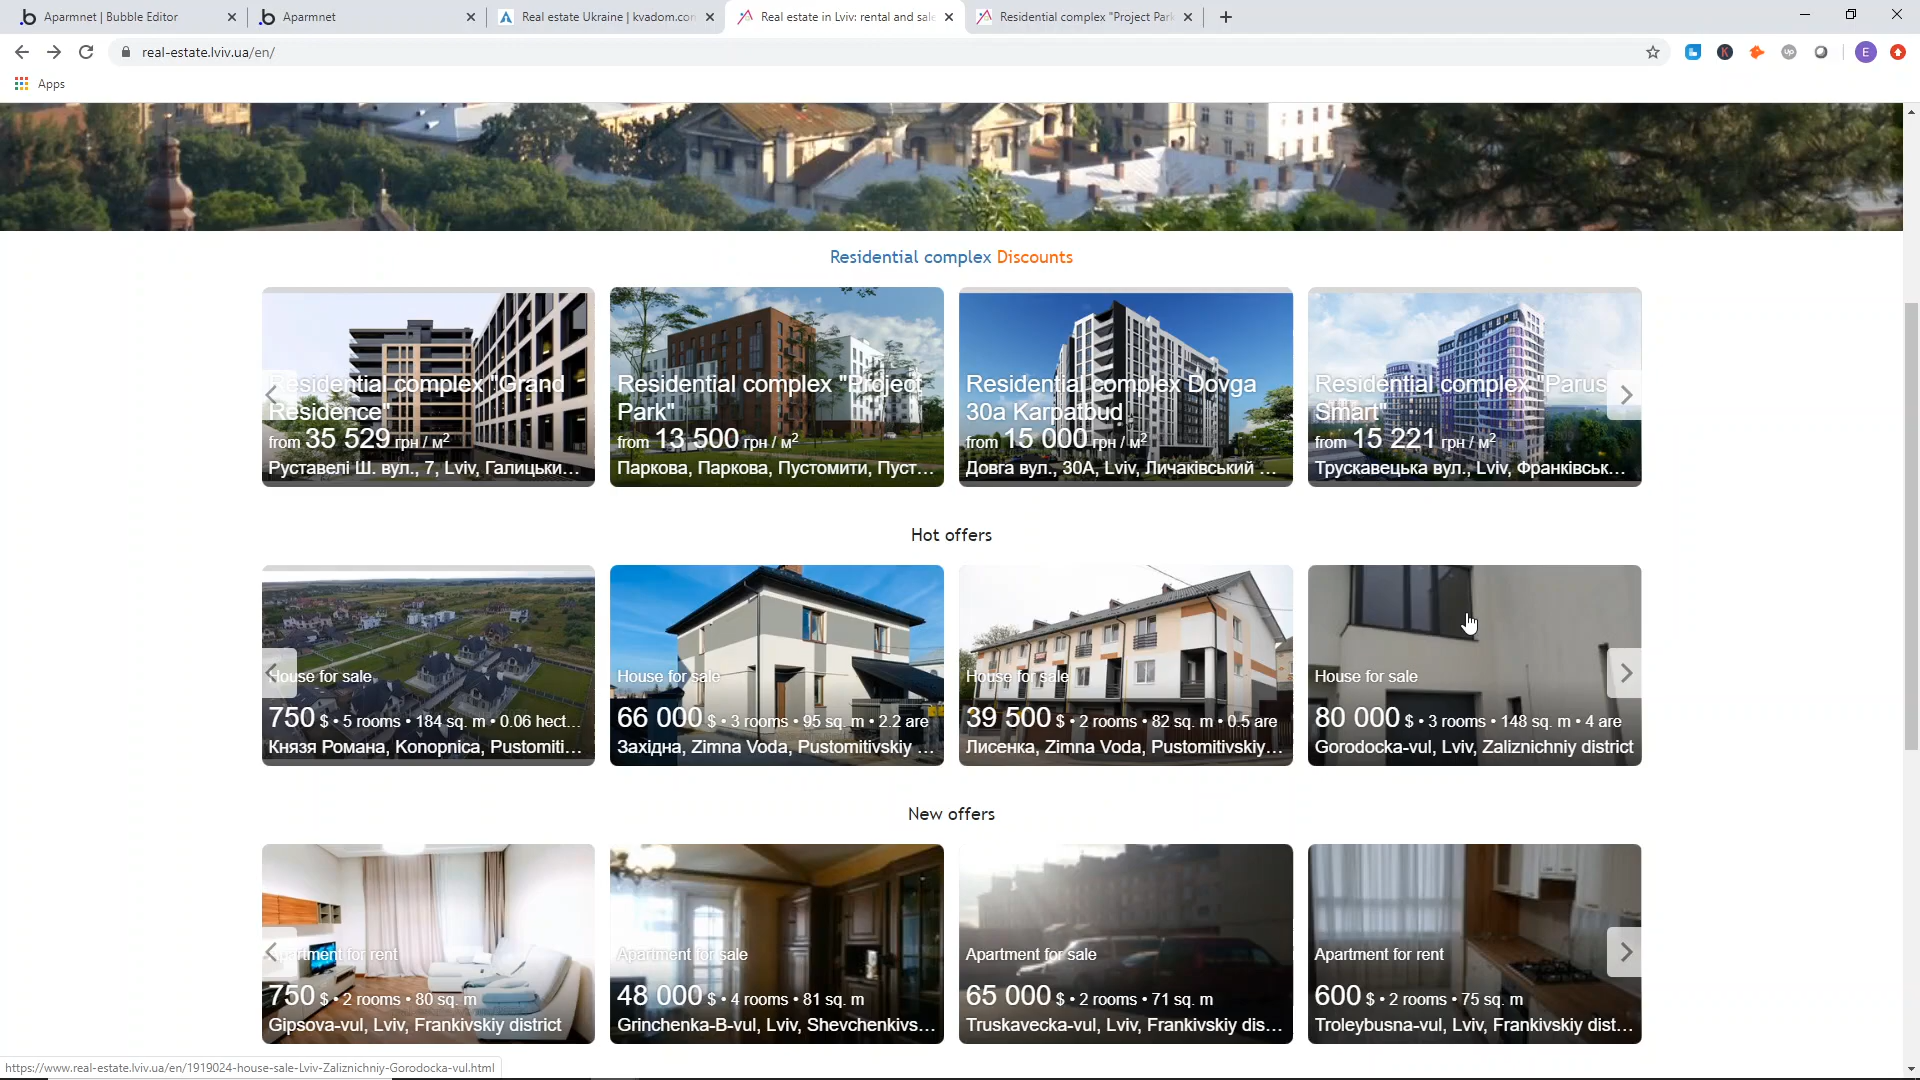 Aparmnet | Bubble Editor
Aparmnet
Real estate Ukraine | kvadom.com
Real estate in Lviv: rental and sale
Residential complex "Project Park
real-estate.lviv.ua/en/
E
Apps
Residential complex Discounts
Residential complex "Grand Residence"
from 35 529 грн / м²
Руставелі Ш. вул., 7, Lviv, Галицьки...
Residential complex "Project Park"
from 13 500 грн / м²
Паркова, Паркова, Пустомити, Пуст...
Residential complex Dovga 30a Karpatbud
from 15 000 грн / м²
Довга вул., 30А, Lviv, Личаківський ...
Residential complex "Parus Smart"
from 15 221 грн / м²
Трускавецька вул., Lviv, Франківськ...
Hot offers
House for sale
750 $ • 5 rooms • 184 sq. m • 0.06 hect...
Князя Романа, Konopnica, Pustomiti...
House for sale
66 000 $ • 3 rooms • 95 sq. m • 2.2 are
Західна, Zimna Voda, Pustomitivskiy ...
House for sale
39 500 $ • 2 rooms • 82 sq. m • 0.5 are
Лисенка, Zimna Voda, Pustomitivskiy...
House for sale
80 000 $ • 3 rooms • 148 sq. m • 4 are
Gorodocka-vul, Lviv, Zaliznichniy district
New offers
Apartment for rent
750 $ • 2 rooms • 80 sq. m
Gipsova-vul, Lviv, Frankivskiy district
Apartment for sale
48 000 $ • 4 rooms • 81 sq. m
Grinchenka-B-vul, Lviv, Shevchenkivs...
Apartment for sale
65 000 $ • 2 rooms • 71 sq. m
Truskavecka-vul, Lviv, Frankivskiy dis...
Apartment for rent
600 $ • 2 rooms • 75 sq. m
Troleybusna-vul, Lviv, Frankivskiy dist...
https://www.real-estate.lviv.ua/en/1919024-house-sale-Lviv-Zaliznichniy-Gorodocka-vul.html